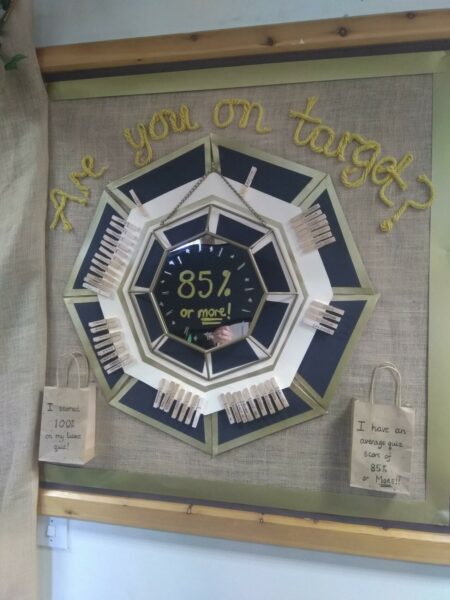 Are you on target?
85%
or more!
I scored
100%
on my latest
quiz!
I have an
average quiz
score of
85%
or More!!